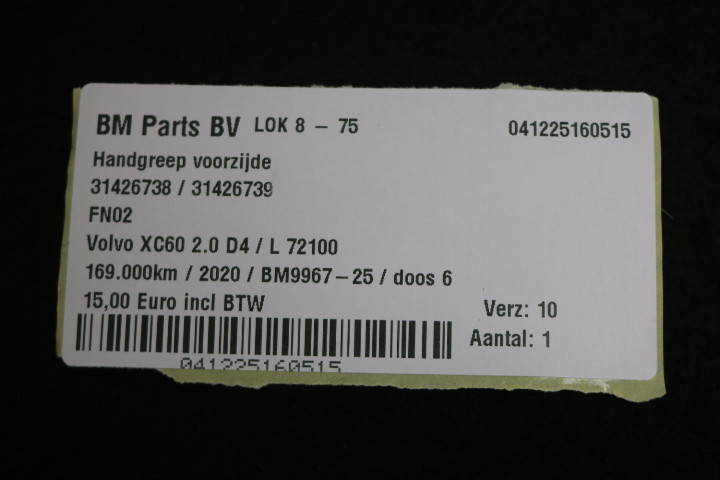 BM Parts BV LOK 8 - 75 041225160515
Handgreep voorzijde
31426738 / 31426739
FN02
Volvo XC60 2.0 D4 / L 72100
169.000km / 2020 / BM9967-25 / doos 6
15,00 Euro incl BTW
Verz: 10
Aantal: 1
041225160515